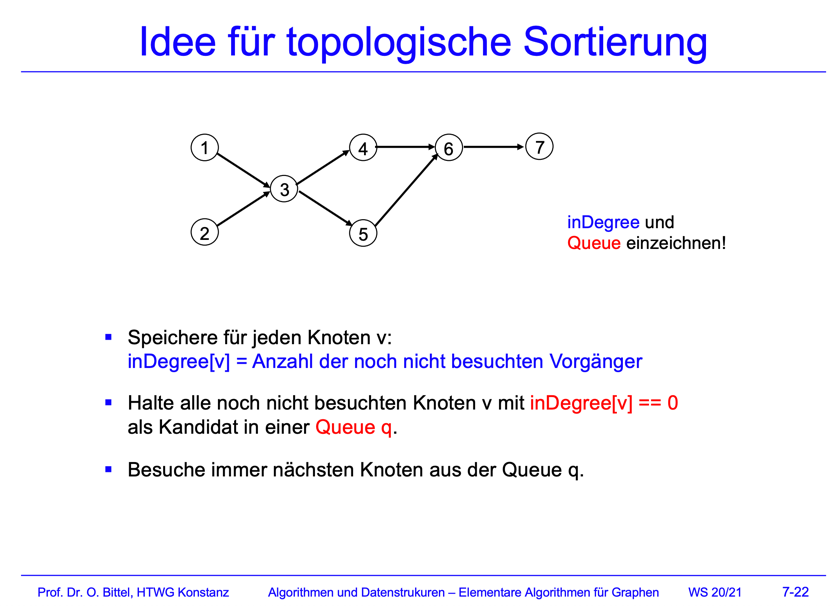 Idee für topologische Sortierung
1
4
6
7
3
2
5
inDegree und
Queue einzeichnen!
▪ Speichere für jeden Knoten v:
inDegree[v] = Anzahl der noch nicht besuchten Vorgänger
▪ Halte alle noch nicht besuchten Knoten v mit inDegree[v] == 0
als Kandidat in einer Queue q.
▪ Besuche immer nächsten Knoten aus der Queue q.
Prof. Dr. O. Bittel, HTWG Konstanz
Algorithmen und Datenstrukuren – Elementare Algorithmen für Graphen
WS 20/21
7-22